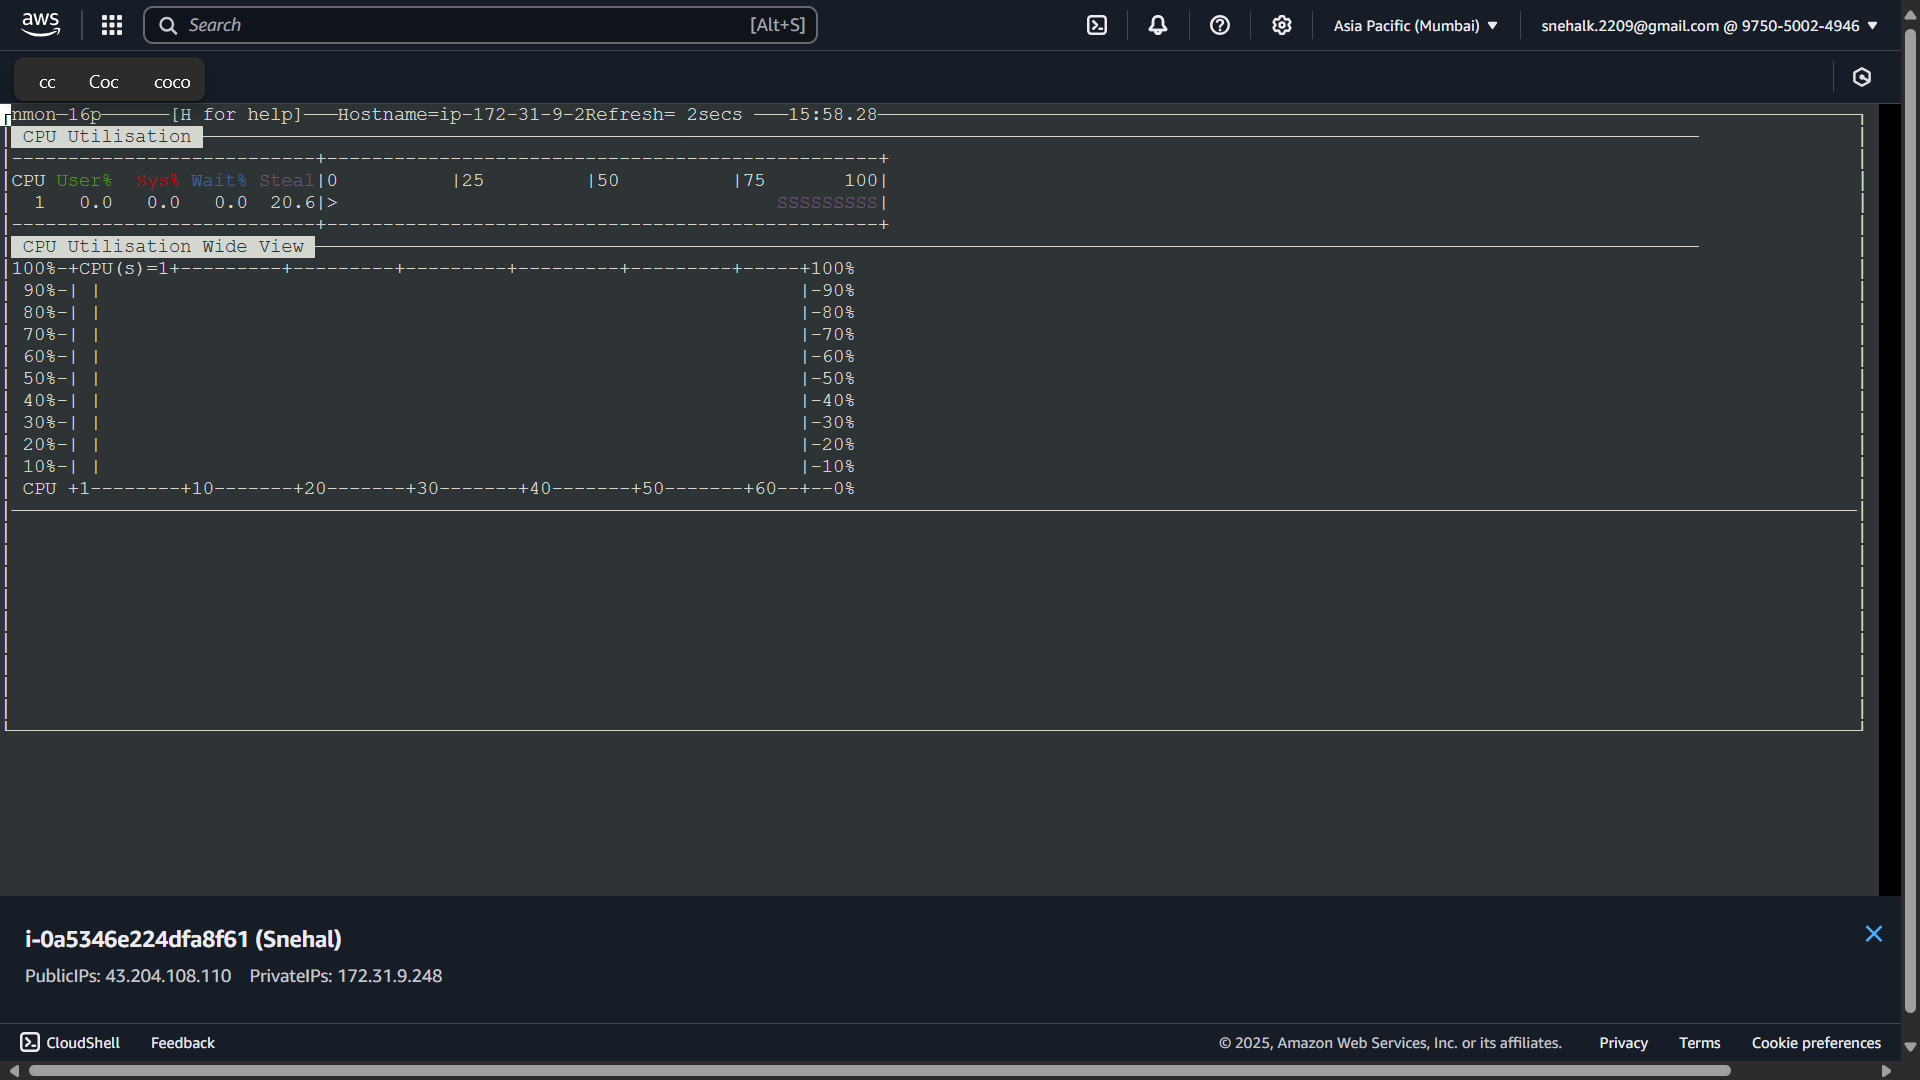 aws Search [Alt+S] Asia Pacific (Mumbai) ▼ snehalk.2209@gmail.com @ 9750-5002-4946 ▼
cc Coc coco
nmon─16p──────[H for help]───Hostname=ip-172-31-9-2Refresh= 2secs ───15:58.28─
CPU Utilisation
---------------------------+-------------------------------------------------+
CPU User% Sys% Wait% Steal|0 |25 |50 |75 100|
1 0.0 0.0 0.0 20.6|> SSSSSSSSS|
---------------------------+-------------------------------------------------+
CPU Utilisation Wide View
100%-+CPU(s)=1+---------+---------+---------+---------+---------+-----+100%
90%-| | |-90%
80%-| | |-80%
70%-| | |-70%
60%-| | |-60%
50%-| | |-50%
40%-| | |-40%
30%-| | |-30%
20%-| | |-20%
10%-| | |-10%
CPU +1--------+10-------+20-------+30-------+40-------+50-------+60--+--0%
i-0a5346e224dfa8f61 (Snehal)
PublicIPs: 43.204.108.110 PrivateIPs: 172.31.9.248
CloudShell Feedback © 2025, Amazon Web Services, Inc. or its affiliates. Privacy Terms Cookie preferences